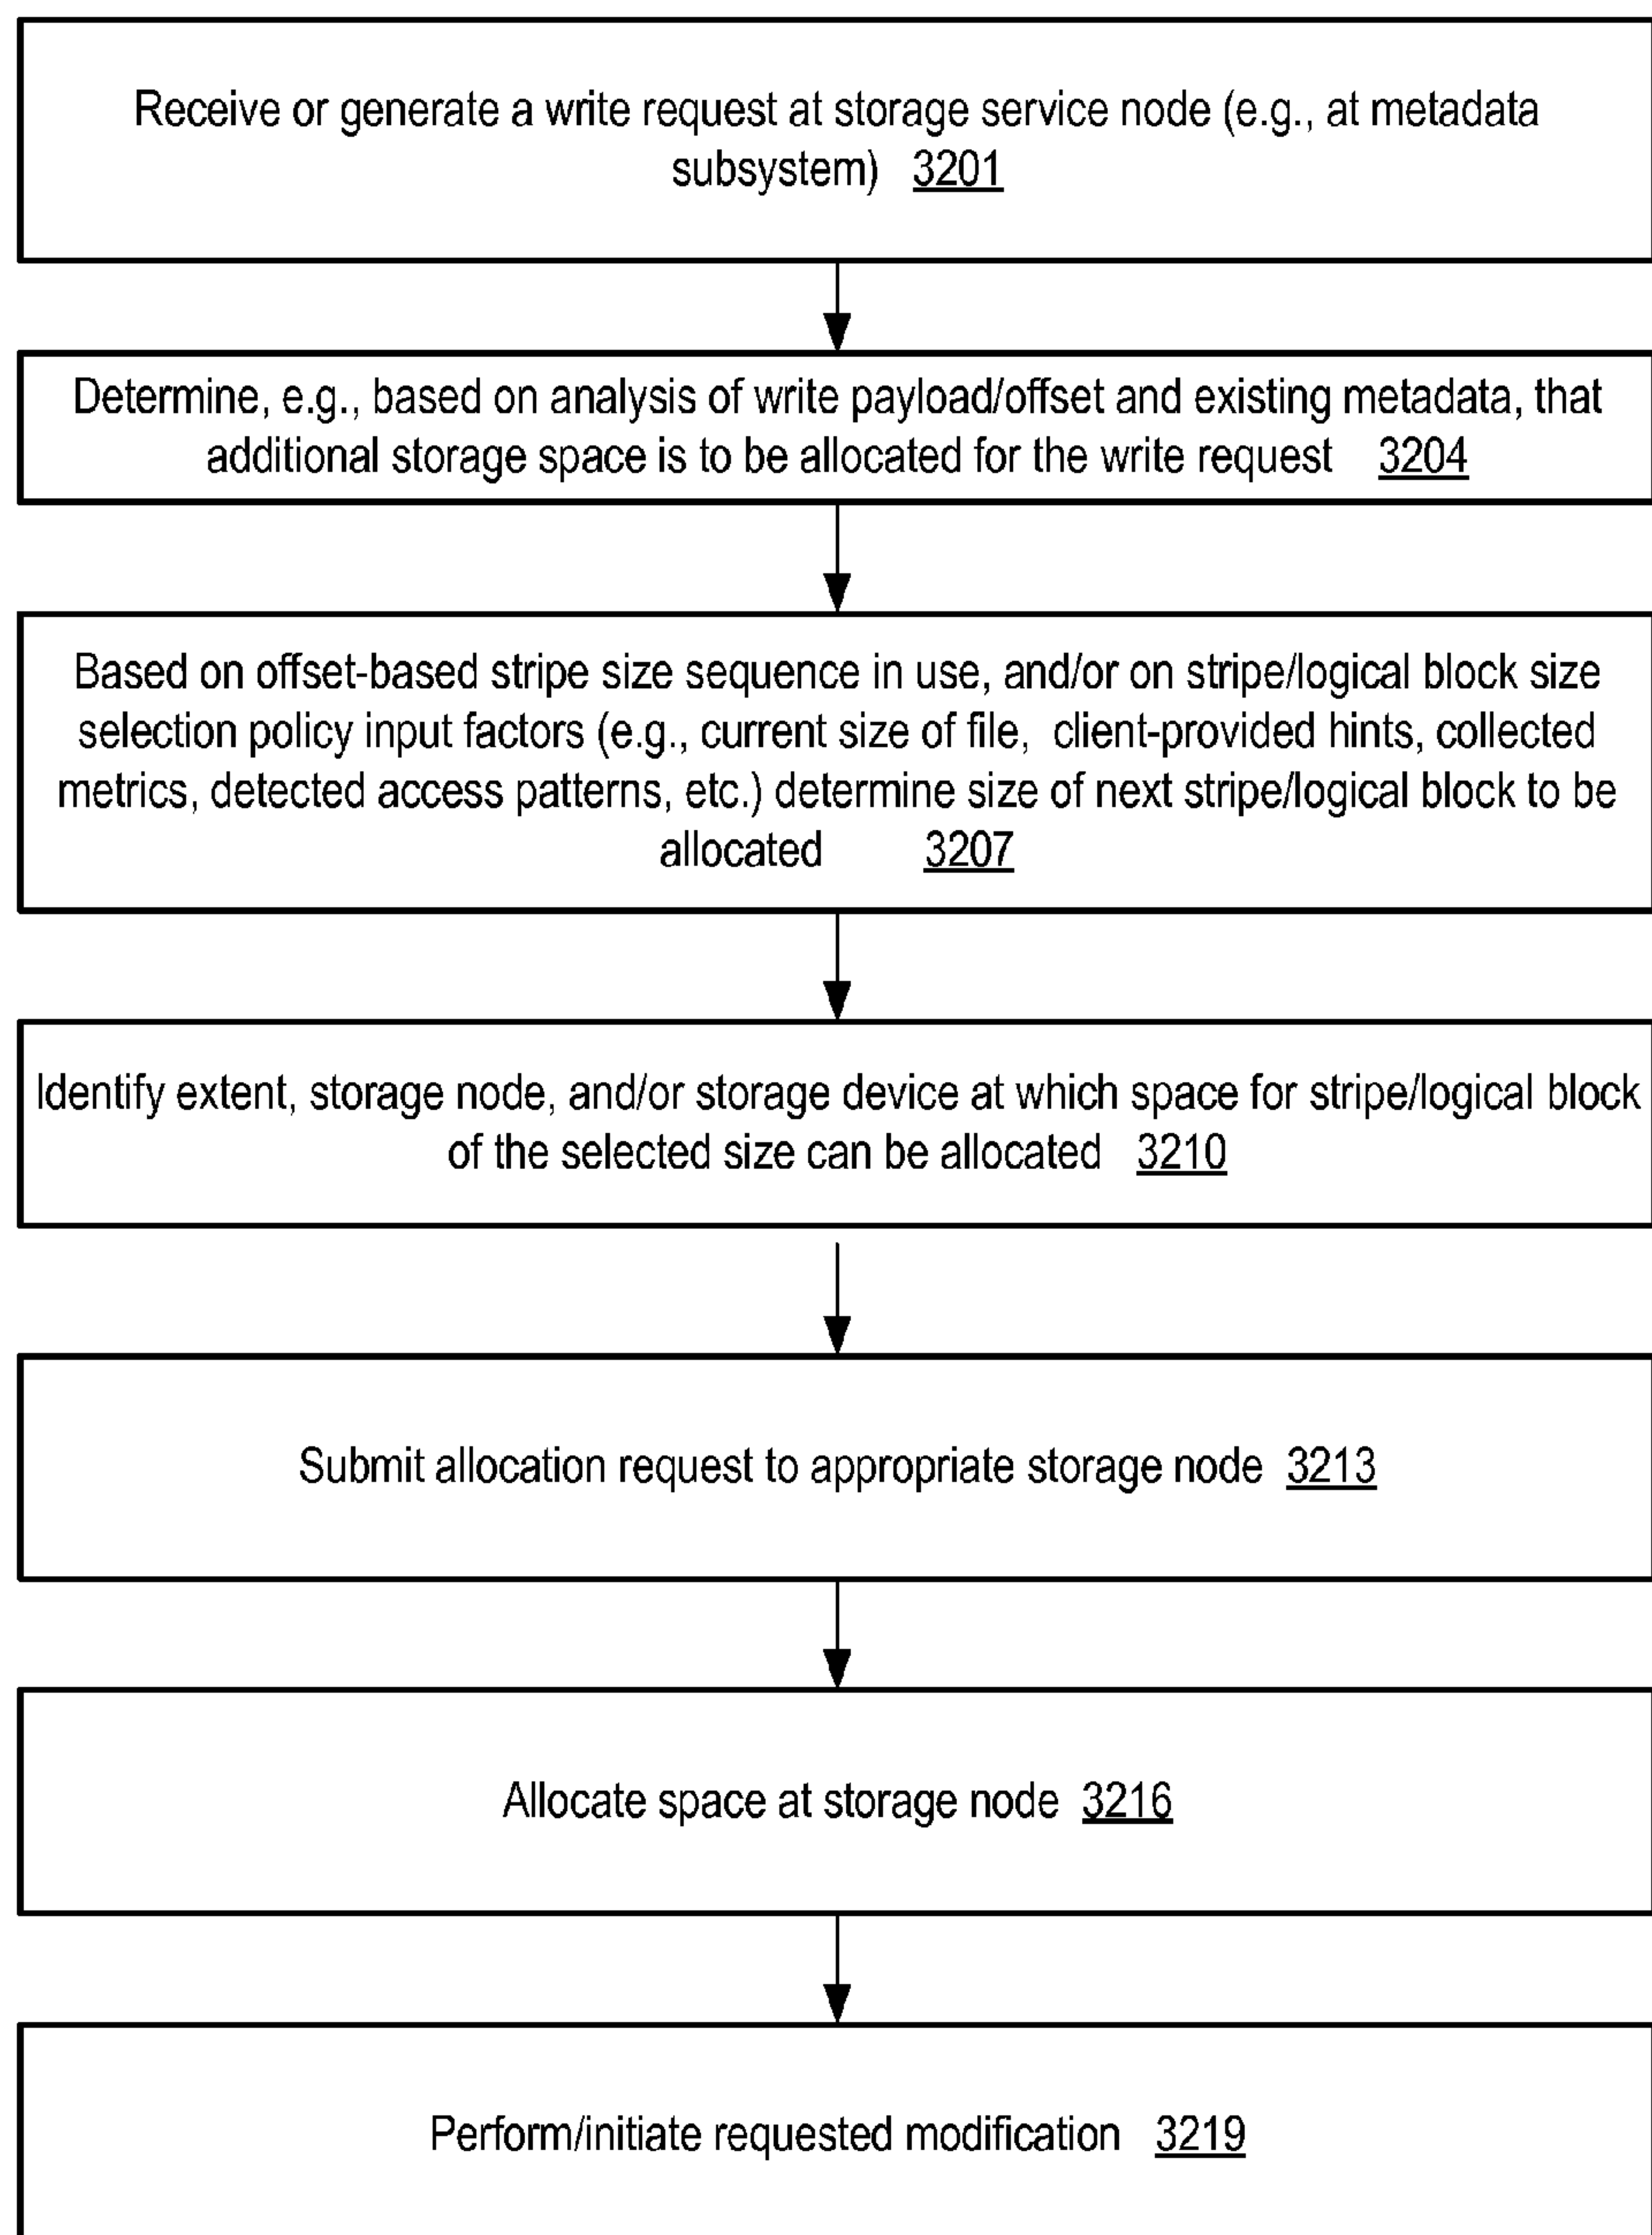 Receive or generate a write request at storage service node (e.g., at metadata
subsystem) 3201
Determine, e.g., based on analysis of write payload/offset and existing metadata, that
additional storage space is to be allocated for the write request 3204
Based on offset-based stripe size sequence in use, and/or on stripe/logical block size
selection policy input factors (e.g., current size of file, client-provided hints, collected
metrics, detected access patterns, etc.) determine size of next stripe/logical block to be
allocated 3207
Identify extent, storage node, and/or storage device at which space for stripe/logical block
of the selected size can be allocated 3210
Submit allocation request to appropriate storage node 3213
Allocate space at storage node 3216
Perform/initiate requested modification 3219